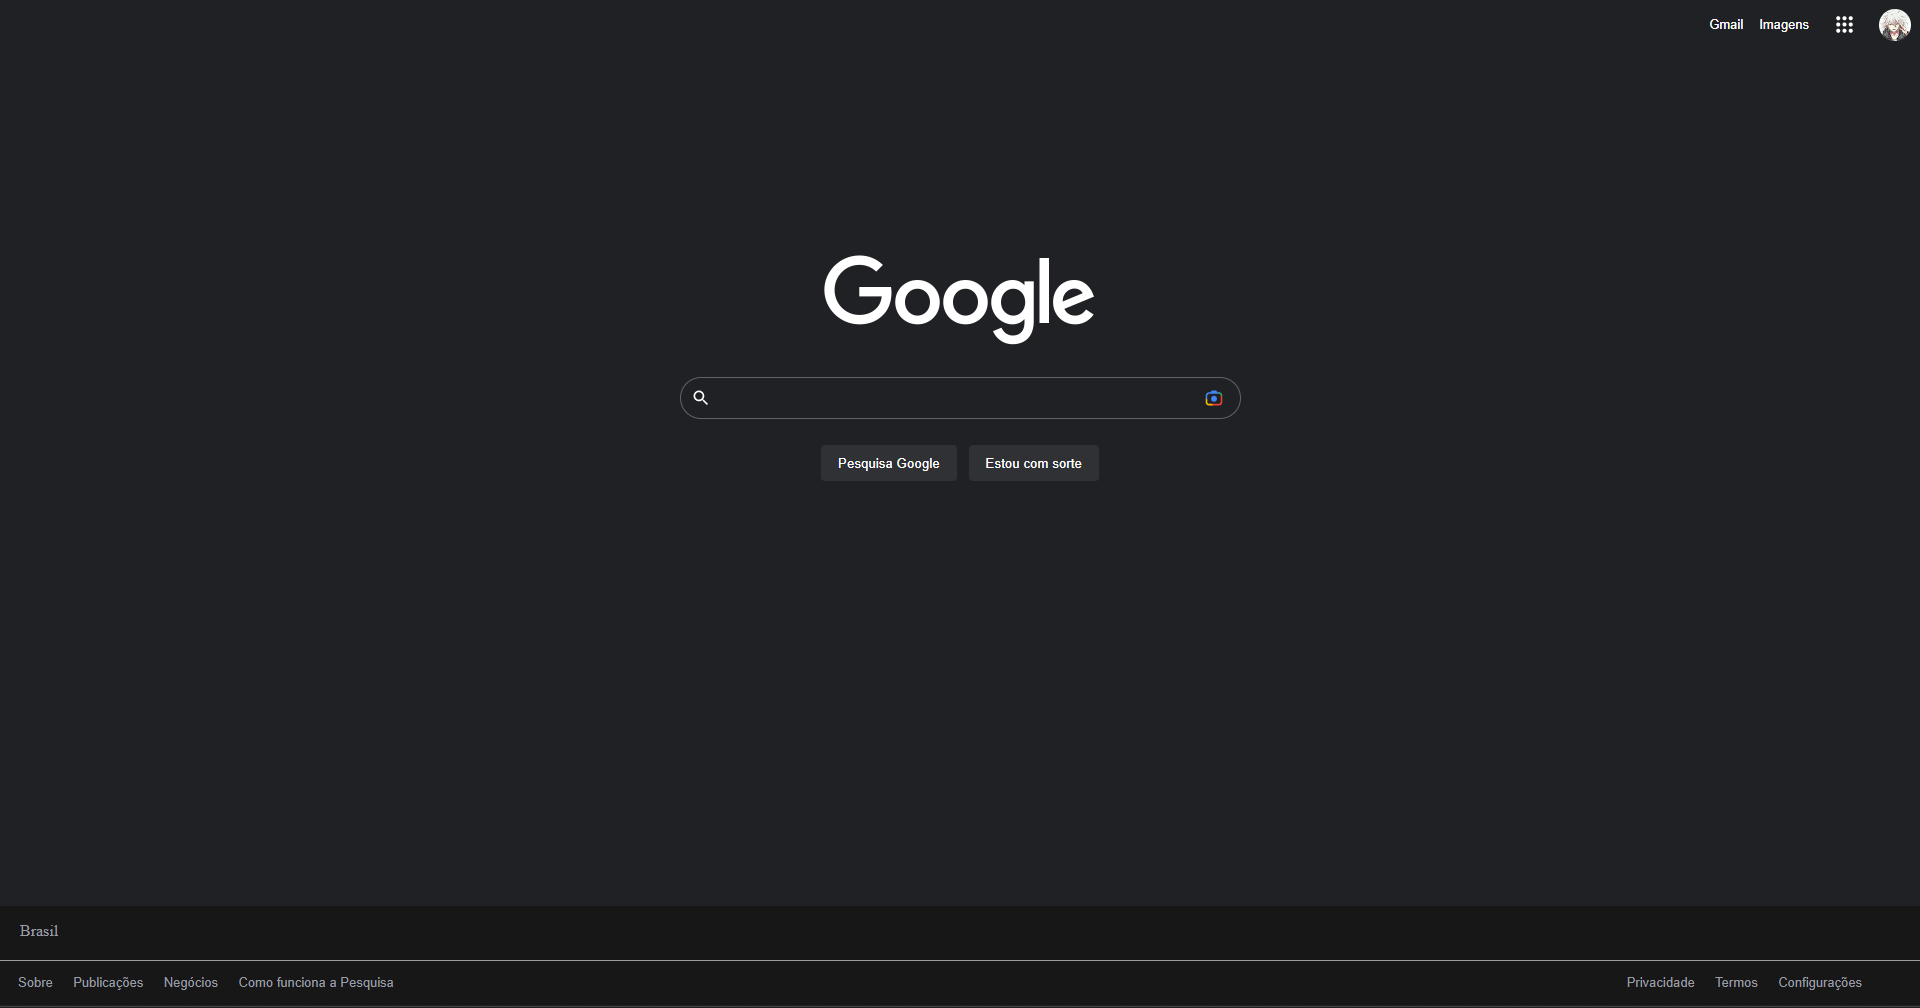 Gmail Imagens
Google
Pesquisa Google Estou com sorte
Brasil
Sobre Publicações Negócios Como funciona a Pesquisa Privacidade Termos Configurações